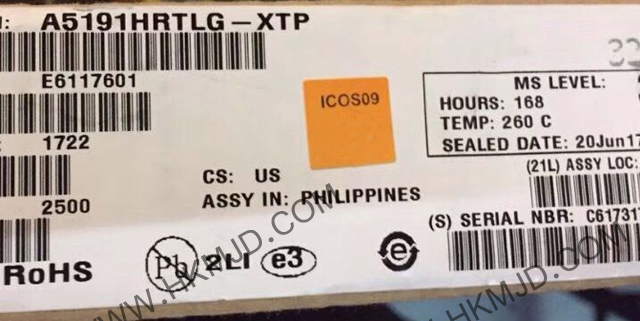 A5191HRTLG-XTP
E6117601
ICOS09
MS LEVEL:
HOURS: 168
TEMP: 260 C
SEALED DATE: 20Jun17
1722
CS: US
(21L) ASSY LOC:
2500
ASSY IN: PHILIPPINES
(S) SERIAL NBR: C61731
RoHS
Pb
2LI
e3
e
WWW.HKMJD.COM
WWW.HKMJD.COM